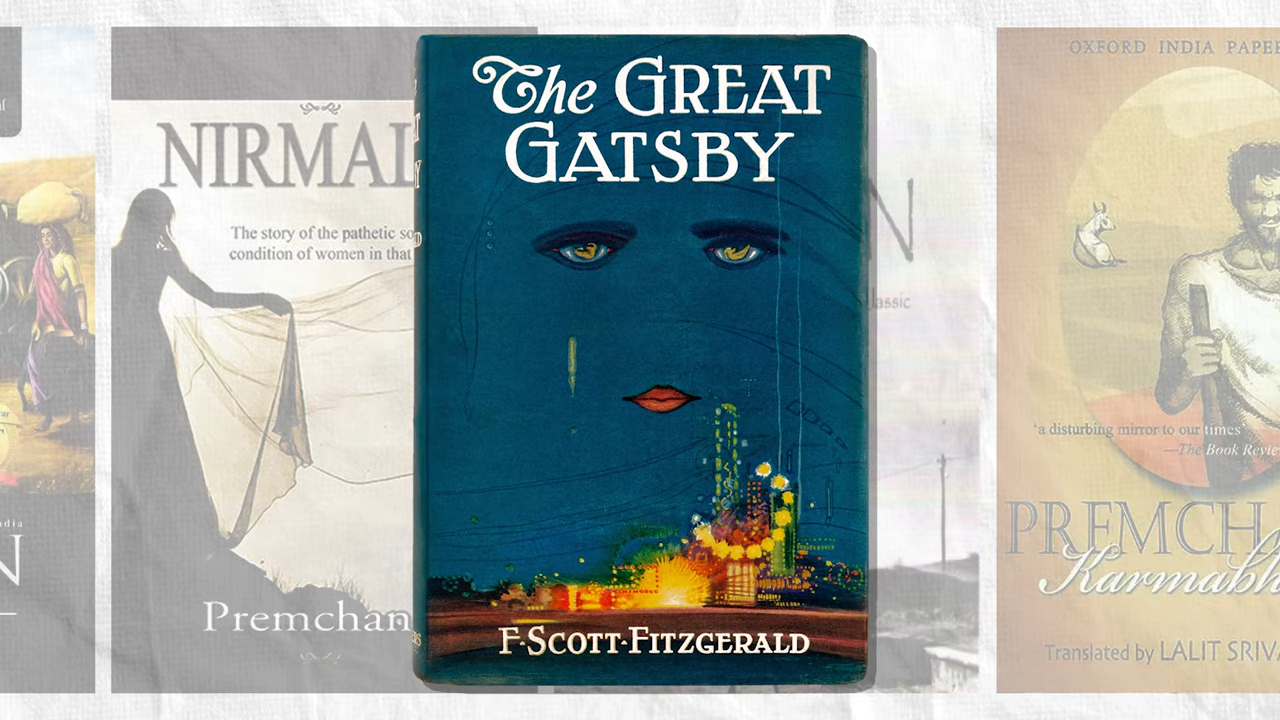 The GREAT
GATSBY
F·SCOTT·FITZGERALD
NIRMAL
The story of the pathetic so
condition of women in that
Premchan
N
lassic
OXFORD INDIA PAPER
'a disturbing mirror to our times'
—The Book Revie
PREMCH
Karmabh
Translated by LALIT SRIVA
N